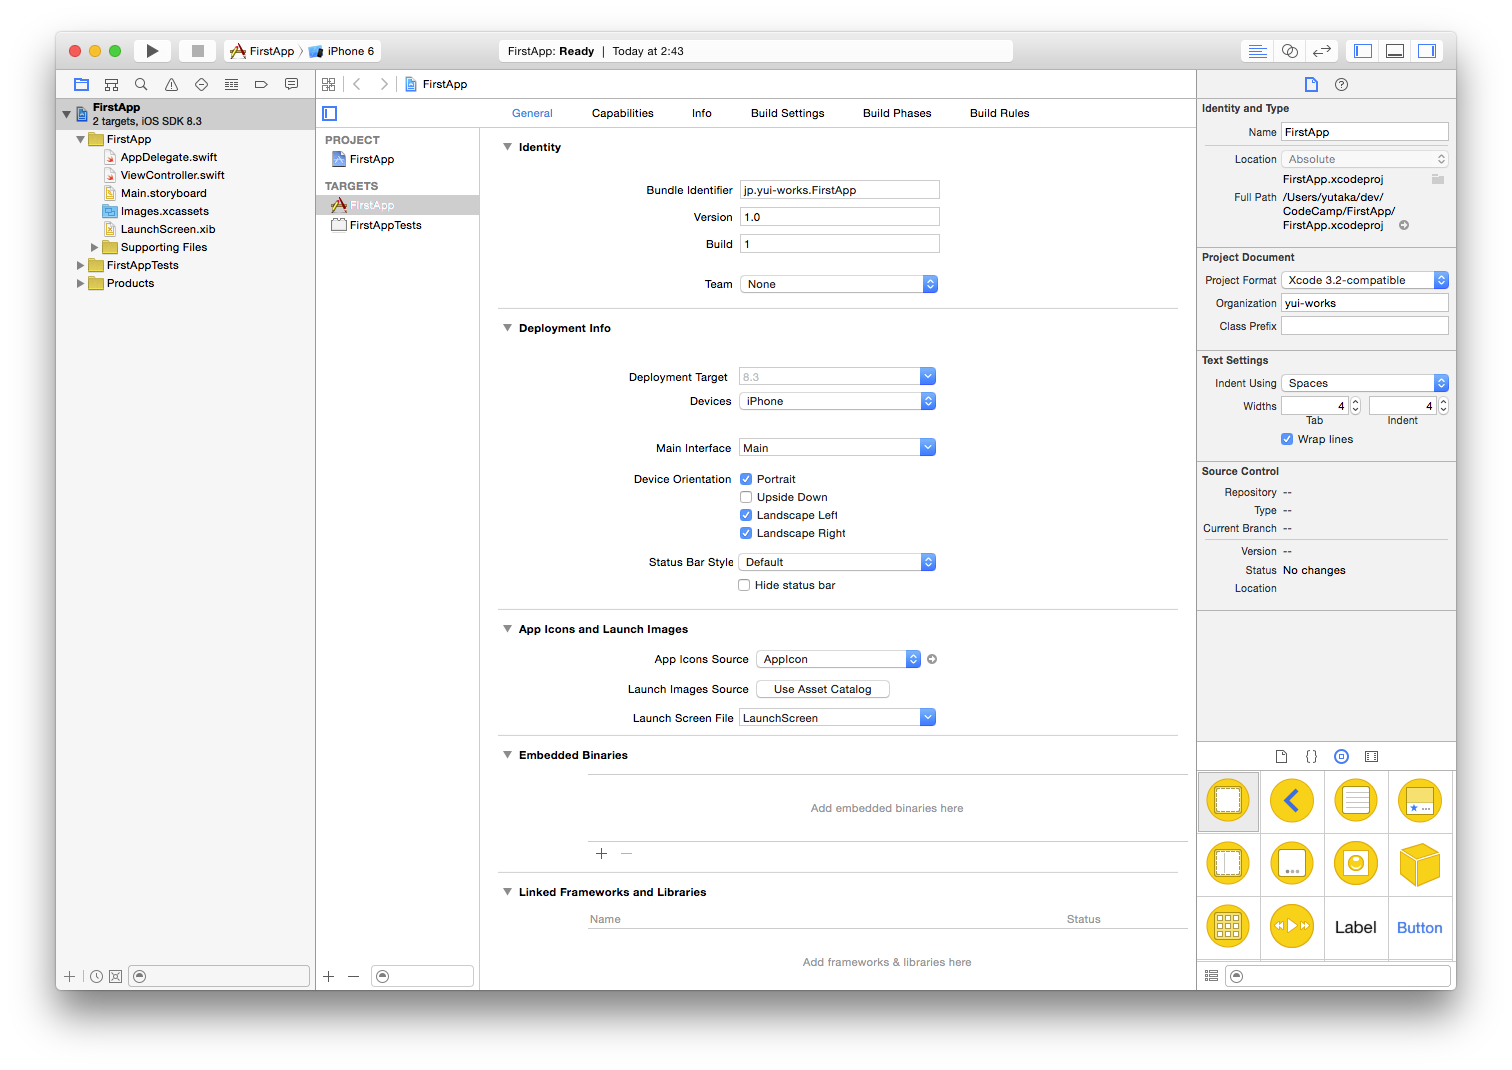 FirstApp
iPhone 6
FirstApp: Ready | Today at 2:43
FirstApp
2 targets, iOS SDK 8.3
FirstApp
AppDelegate.swift
ViewController.swift
Main.storyboard
Images.xcassets
LaunchScreen.xib
Supporting Files
FirstAppTests
Products
FirstApp
General
Capabilities
Info
Build Settings
Build Phases
Build Rules
PROJECT
FirstApp
TARGETS
FirstApp
FirstAppTests
Identity
Bundle Identifier jp.yui-works.FirstApp
Version 1.0
Build 1
Team None
Deployment Info
Deployment Target 8.3
Devices iPhone
Main Interface Main
Device Orientation Portrait
Upside Down
Landscape Left
Landscape Right
Status Bar Style Default
Hide status bar
App Icons and Launch Images
App Icons Source AppIcon
Launch Images Source Use Asset Catalog
Launch Screen File LaunchScreen
Embedded Binaries
Add embedded binaries here
Linked Frameworks and Libraries
Name Status
Add frameworks & libraries here
Identity and Type
Name FirstApp
Location Absolute
FirstApp.xcodeproj
Full Path /Users/yutaka/dev/
CodeCamp/FirstApp/
FirstApp.xcodeproj
Project Document
Project Format Xcode 3.2-compatible
Organization yui-works
Class Prefix
Text Settings
Indent Using Spaces
Widths 4 4
Tab Indent
Wrap lines
Source Control
Repository --
Type --
Current Branch --
Version --
Status No changes
Location
Label
Button